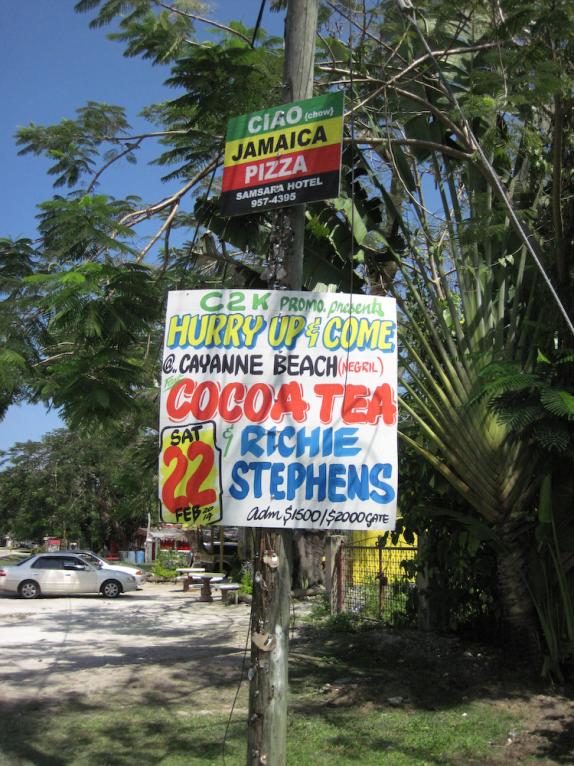 CIAO (chow)
JAMAICA
PIZZA
SAMSARA HOTEL
957-4395
C2K PROMO. presents
HURRY UP & COME
@.. CAYANNE BEACH (NEGRIL)
COCOA TEA
& RICHIE
STEPHENS
SAT
22
FEB 2014
adm $1500/$2000 GATE